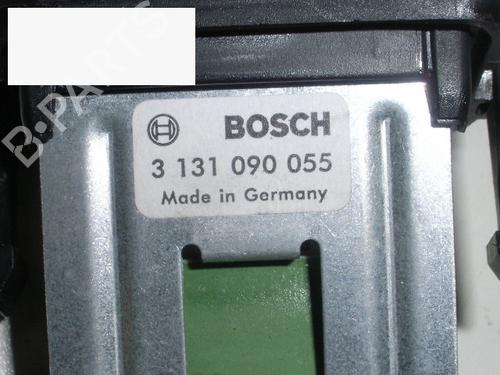 BOSCH
3 131 090 055
Made in Germany
B-PARTS